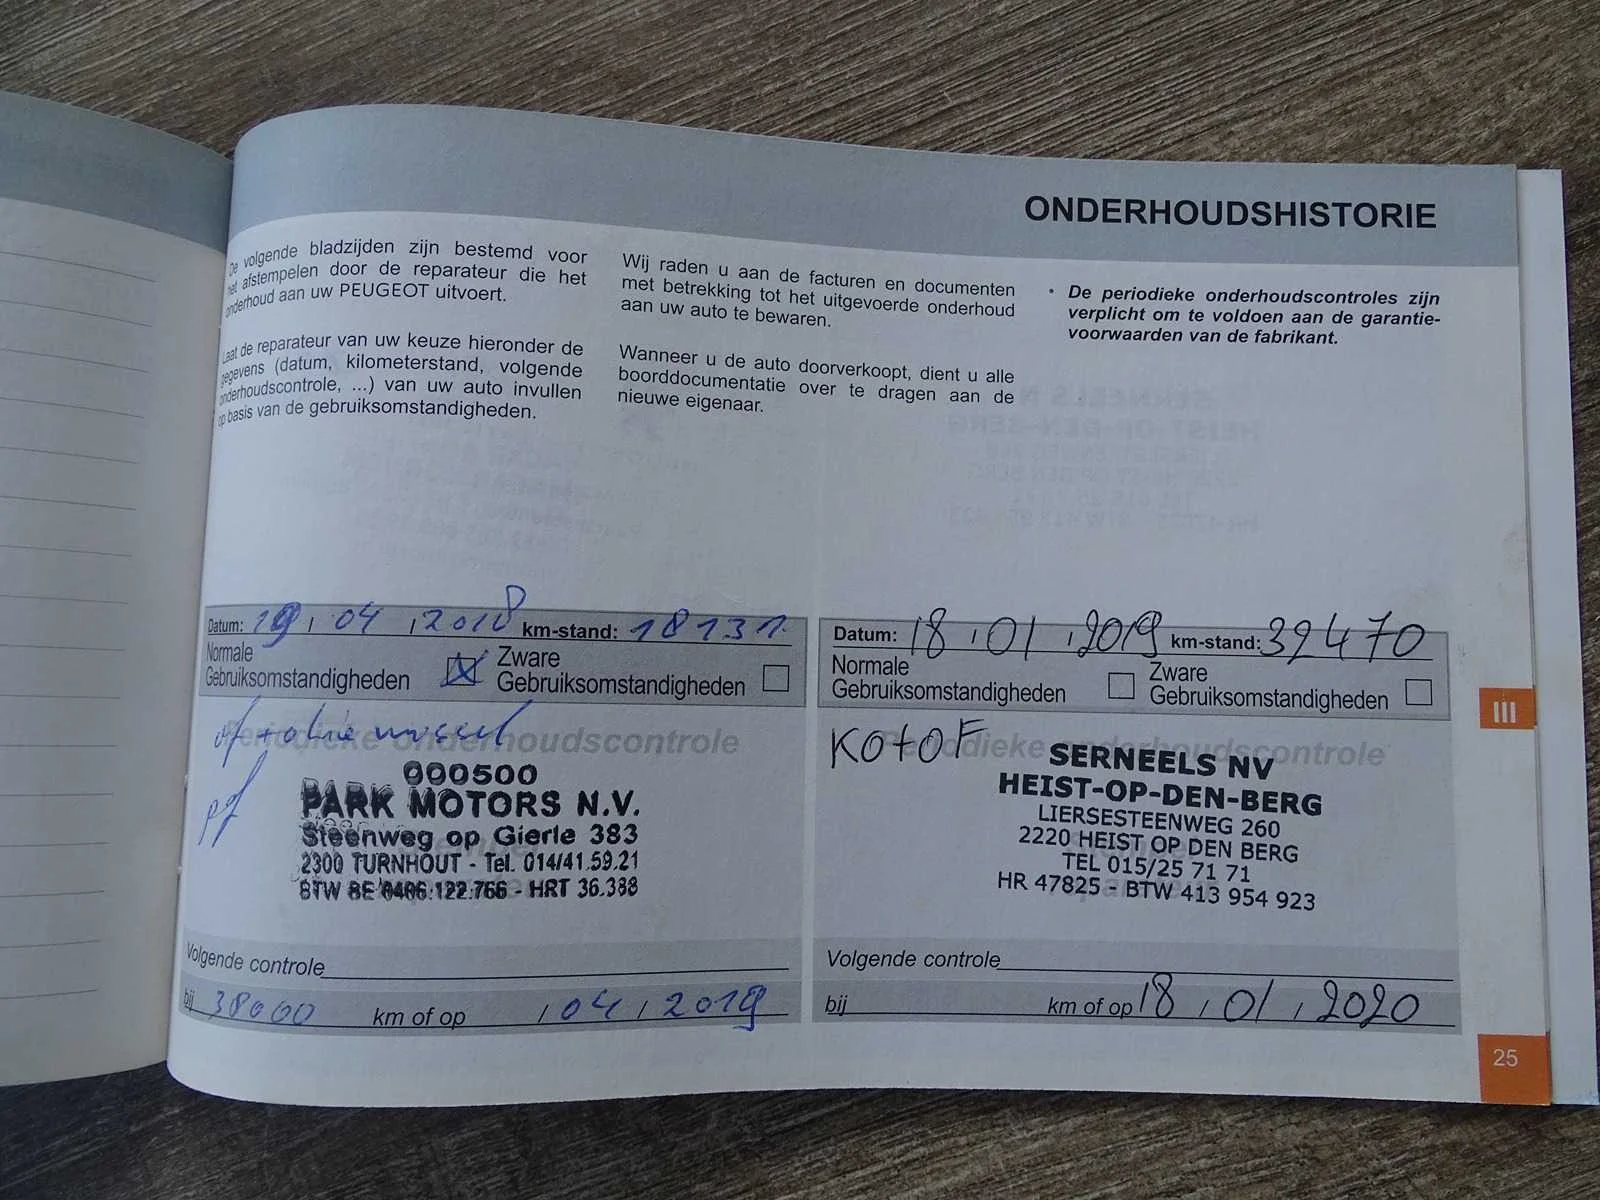 ONDERHOUDSHISTORIE
De volgende bladzijden zijn bestemd voor
het afstempelen door de reparateur die het
onderhoud aan uw PEUGEOT uitvoert.
Laat de reparateur van uw keuze hieronder de
gegevens (datum, kilometerstand, volgende
onderhoudscontrole, ...) van uw auto invullen
op basis van de gebruiksomstandigheden.
Wij raden u aan de facturen en documenten
met betrekking tot het uitgevoerde onderhoud
aan uw auto te bewaren.
Wanneer u de auto doorverkoopt, dient u alle
boorddocumentatie over te dragen aan de
nieuwe eigenaar.
• De periodieke onderhoudscontroles zijn
verplicht om te voldoen aan de garantie-
voorwaarden van de fabrikant.
Datum: 19, 04, 2018 km-stand: 18131
Normale
Gebruiksomstandigheden
Zware
Gebruiksomstandigheden
Periodieke onderhoudscontrole
000500
PARK MOTORS N.V.
Steenweg op Gierle 383
2300 TURNHOUT - Tel. 014/41.59.21
BTW BE 0406.122.766 - HRT 36.388
Volgende controle
bij 38000 km of op , 04, 2019
Datum: 18, 01, 2019 km-stand: 32470
Normale
Gebruiksomstandigheden
Zware
Gebruiksomstandigheden
KO+OF
Periodieke onderhoudscontrole
SERNEELS NV
HEIST-OP-DEN-BERG
LIERSESTEENWEG 260
2220 HEIST OP DEN BERG
TEL 015/25 71 71
HR 47825 - BTW 413 954 923
Volgende controle
bij km of op 18, 01, 2020
III
25